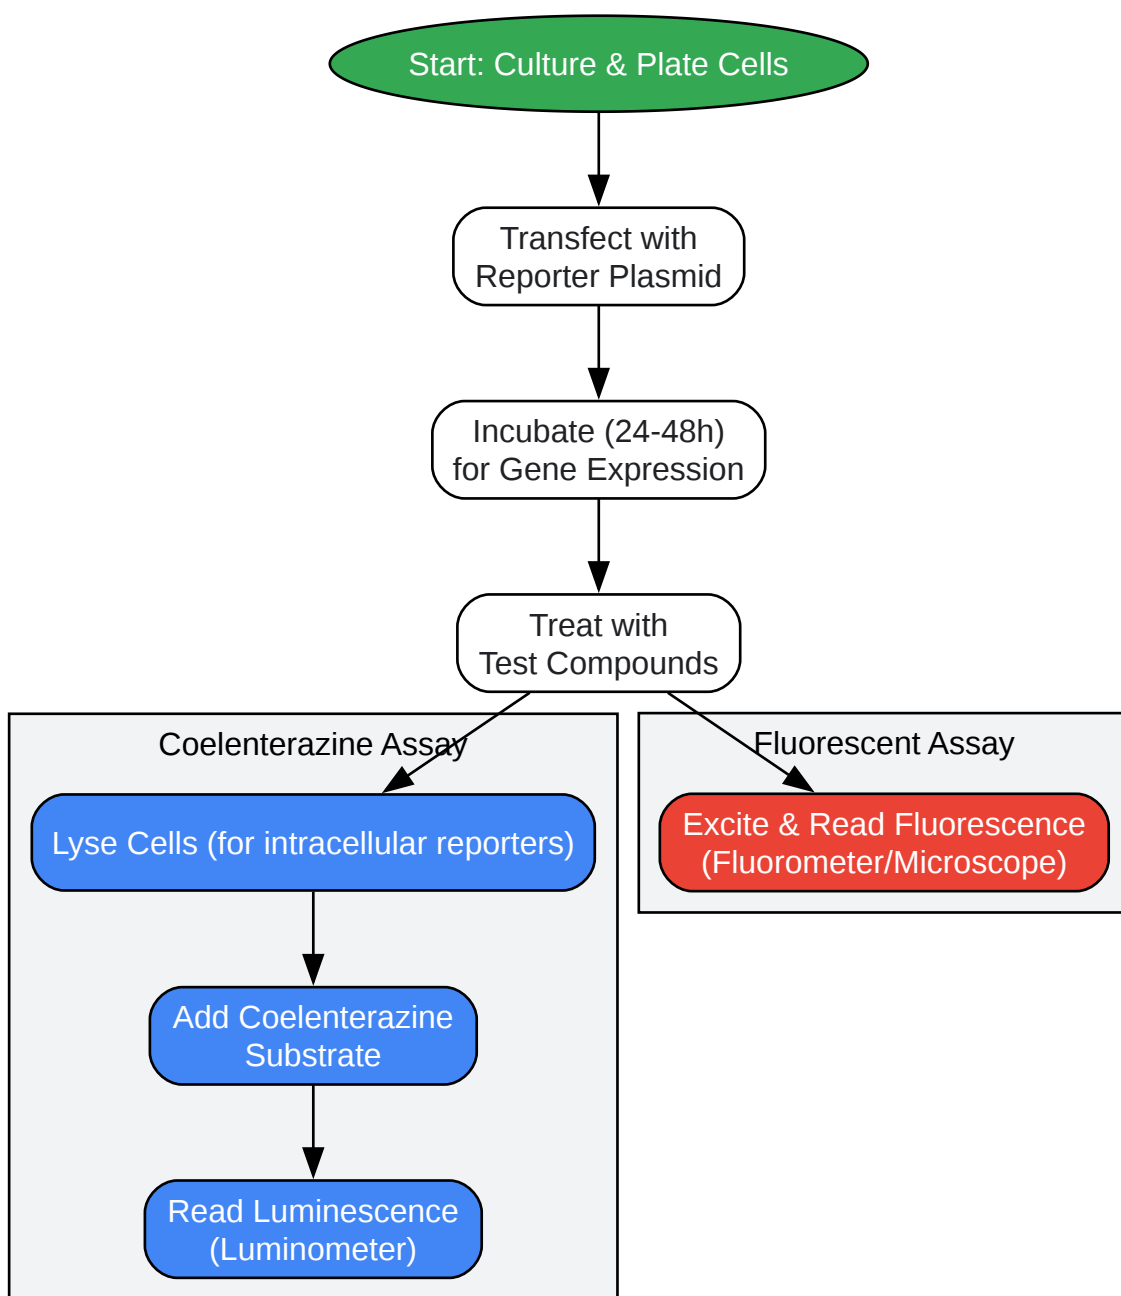 Start: Culture & Plate Cells
Transfect with
Reporter Plasmid
Incubate (24-48h)
for Gene Expression
Treat with
Test Compounds
Coelenterazine Assay
Lyse Cells (for intracellular reporters)
Add Coelenterazine
Substrate
Read Luminescence
(Luminometer)
Fluorescent Assay
Excite & Read Fluorescence
(Fluorometer/Microscope)